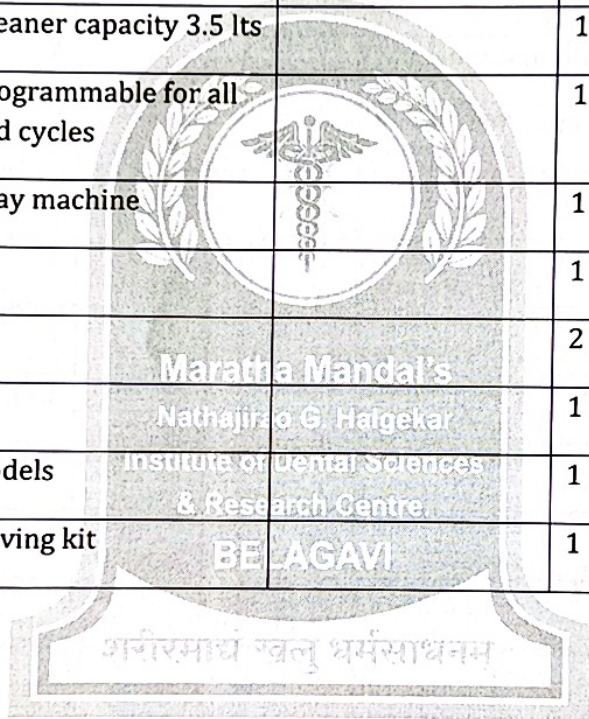 eaner capacity 3.5 lts 1
ogrammable for all 1
d cycles
ay machine 1
1
2
Maratha Mandal's
Nathajirao G. Halgekar 1
Institute of Dental Sciences
dels 1
& Research Centre.
ving kit 1
BELAGAVI
शरीरमाद्यं खलु धर्मसाधनम्